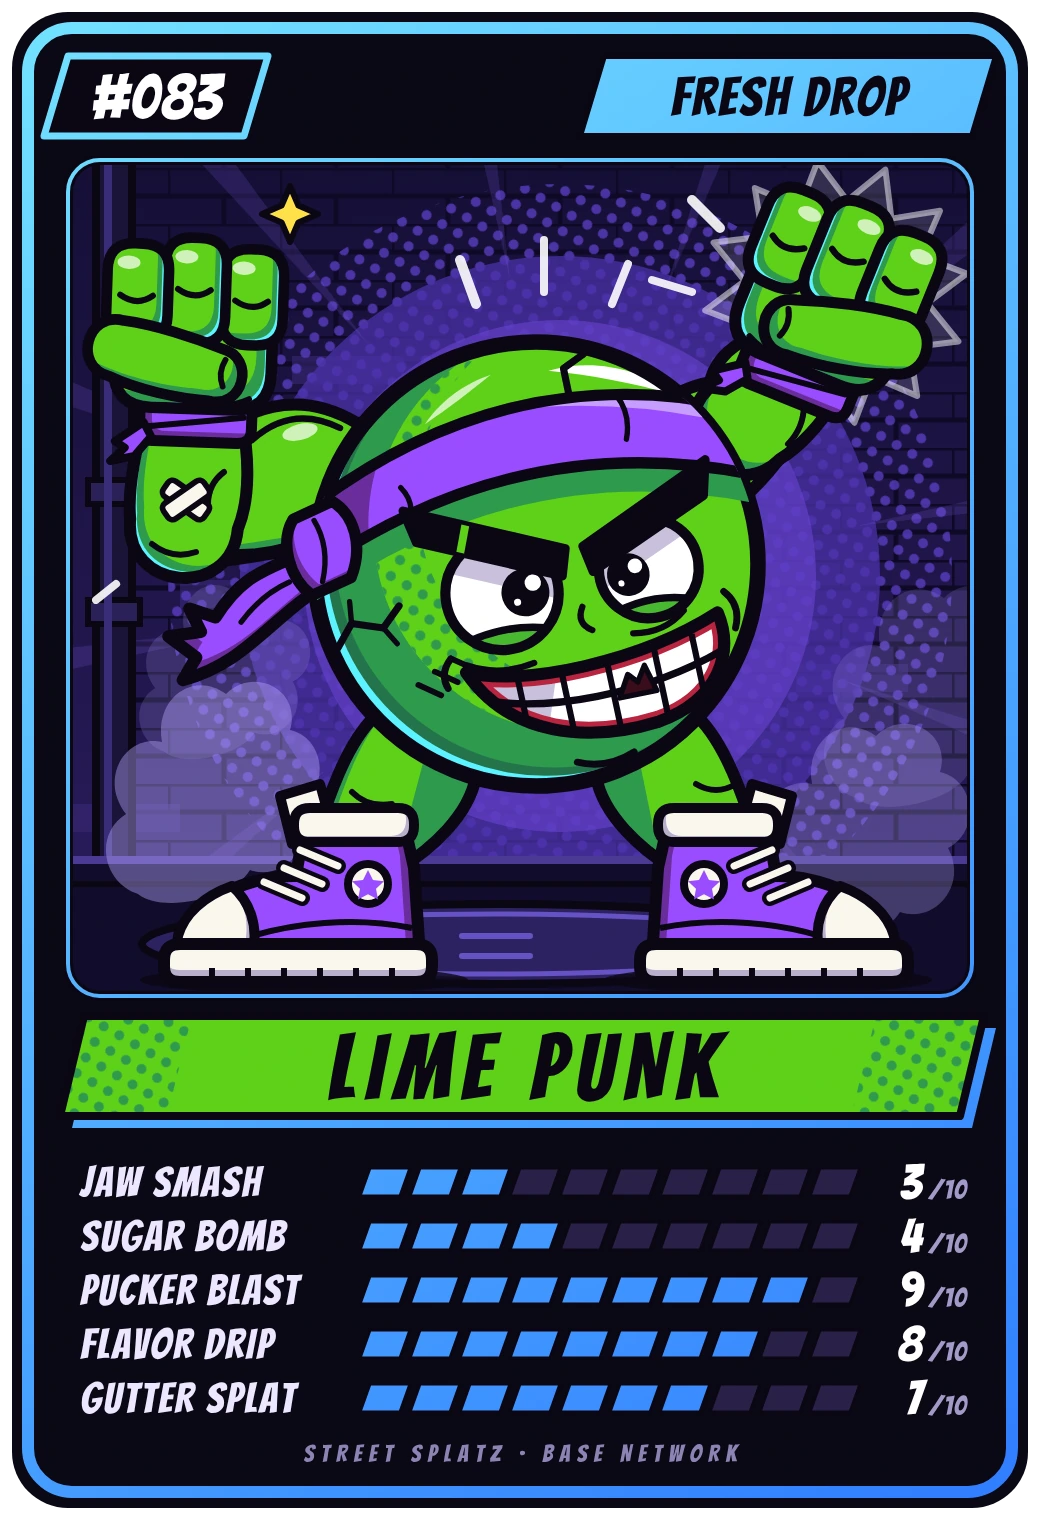 #083
FRESH DROP
LIME PUNK
JAW SMASH 3/10
SUGAR BOMB 4/10
PUCKER BLAST 9/10
FLAVOR DRIP 8/10
GUTTER SPLAT 7/10
STREET SPLATZ · BASE NETWORK